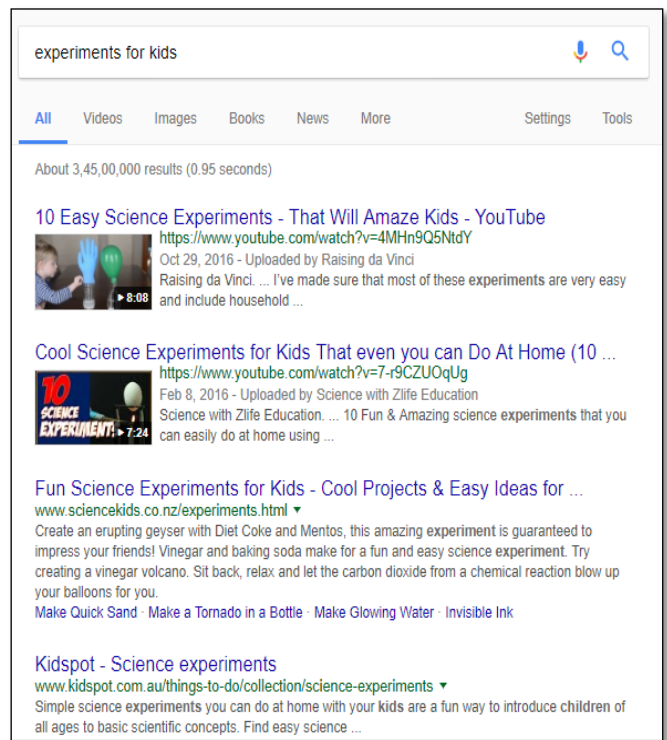 experiments for kids
All Videos Images Books News More Settings Tools
About 3,45,00,000 results (0.95 seconds)
10 Easy Science Experiments - That Will Amaze Kids - YouTube
https://www.youtube.com/watch?v=4MHn9Q5NtdY
Oct 29, 2016 - Uploaded by Raising da Vinci
Raising da Vinci. ... I've made sure that most of these experiments are very easy
8:08
and include household ...
Cool Science Experiments for Kids That even you can Do At Home (10 ...
https://www.youtube.com/watch?v=7-r9CZUOqUg
Feb 8, 2016 - Uploaded by Science with Zlife Education
10
SCIENCE
EXPERIMENT
7:24
Science with Zlife Education. ... 10 Fun & Amazing science experiments that you
can easily do at home using ...
Fun Science Experiments for Kids - Cool Projects & Easy Ideas for ...
www.sciencekids.co.nz/experiments.html
Create an erupting geyser with Diet Coke and Mentos, this amazing experiment is guaranteed to
impress your friends! Vinegar and baking soda make for a fun and easy science experiment. Try
creating a vinegar volcano. Sit back, relax and let the carbon dioxide from a chemical reaction blow up
your balloons for you.
Make Quick Sand · Make a Tornado in a Bottle · Make Glowing Water · Invisible Ink
Kidspot - Science experiments
www.kidspot.com.au/things-to-do/collection/science-experiments
Simple science experiments you can do at home with your kids are a fun way to introduce children of
all ages to basic scientific concepts. Find easy science ...